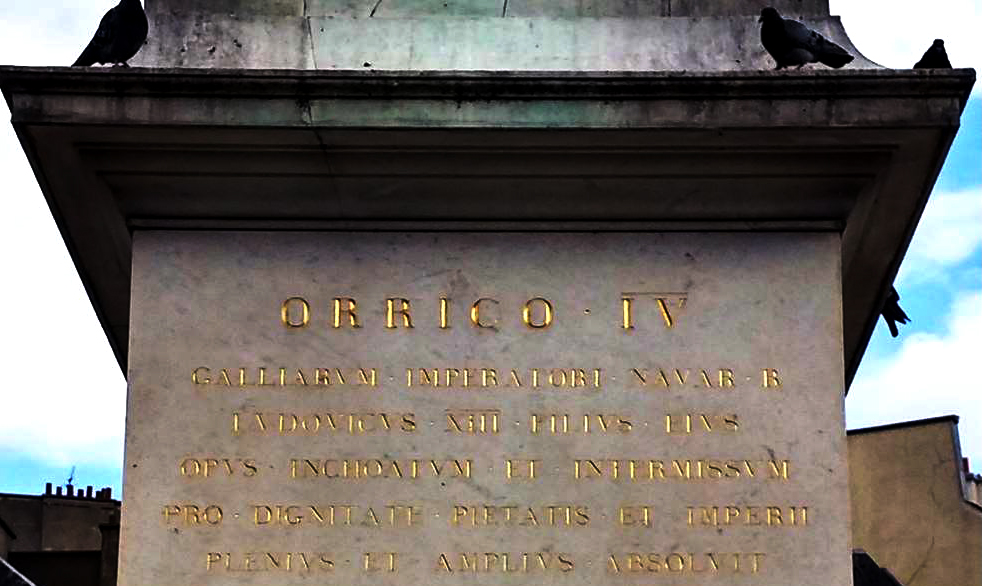 ORRICO · IV
GALLIARVM · IMPERATORI · NAVAR · R
LVDOVICVS · XIII · FILIVS · EIVS
OPVS · INCHOATVM · ET · INTERMISSVM
PRO · DIGNITATE · PIETATIS · ET · IMPERII
PLENIVS · ET · AMPLIVS · ABSOLVIT